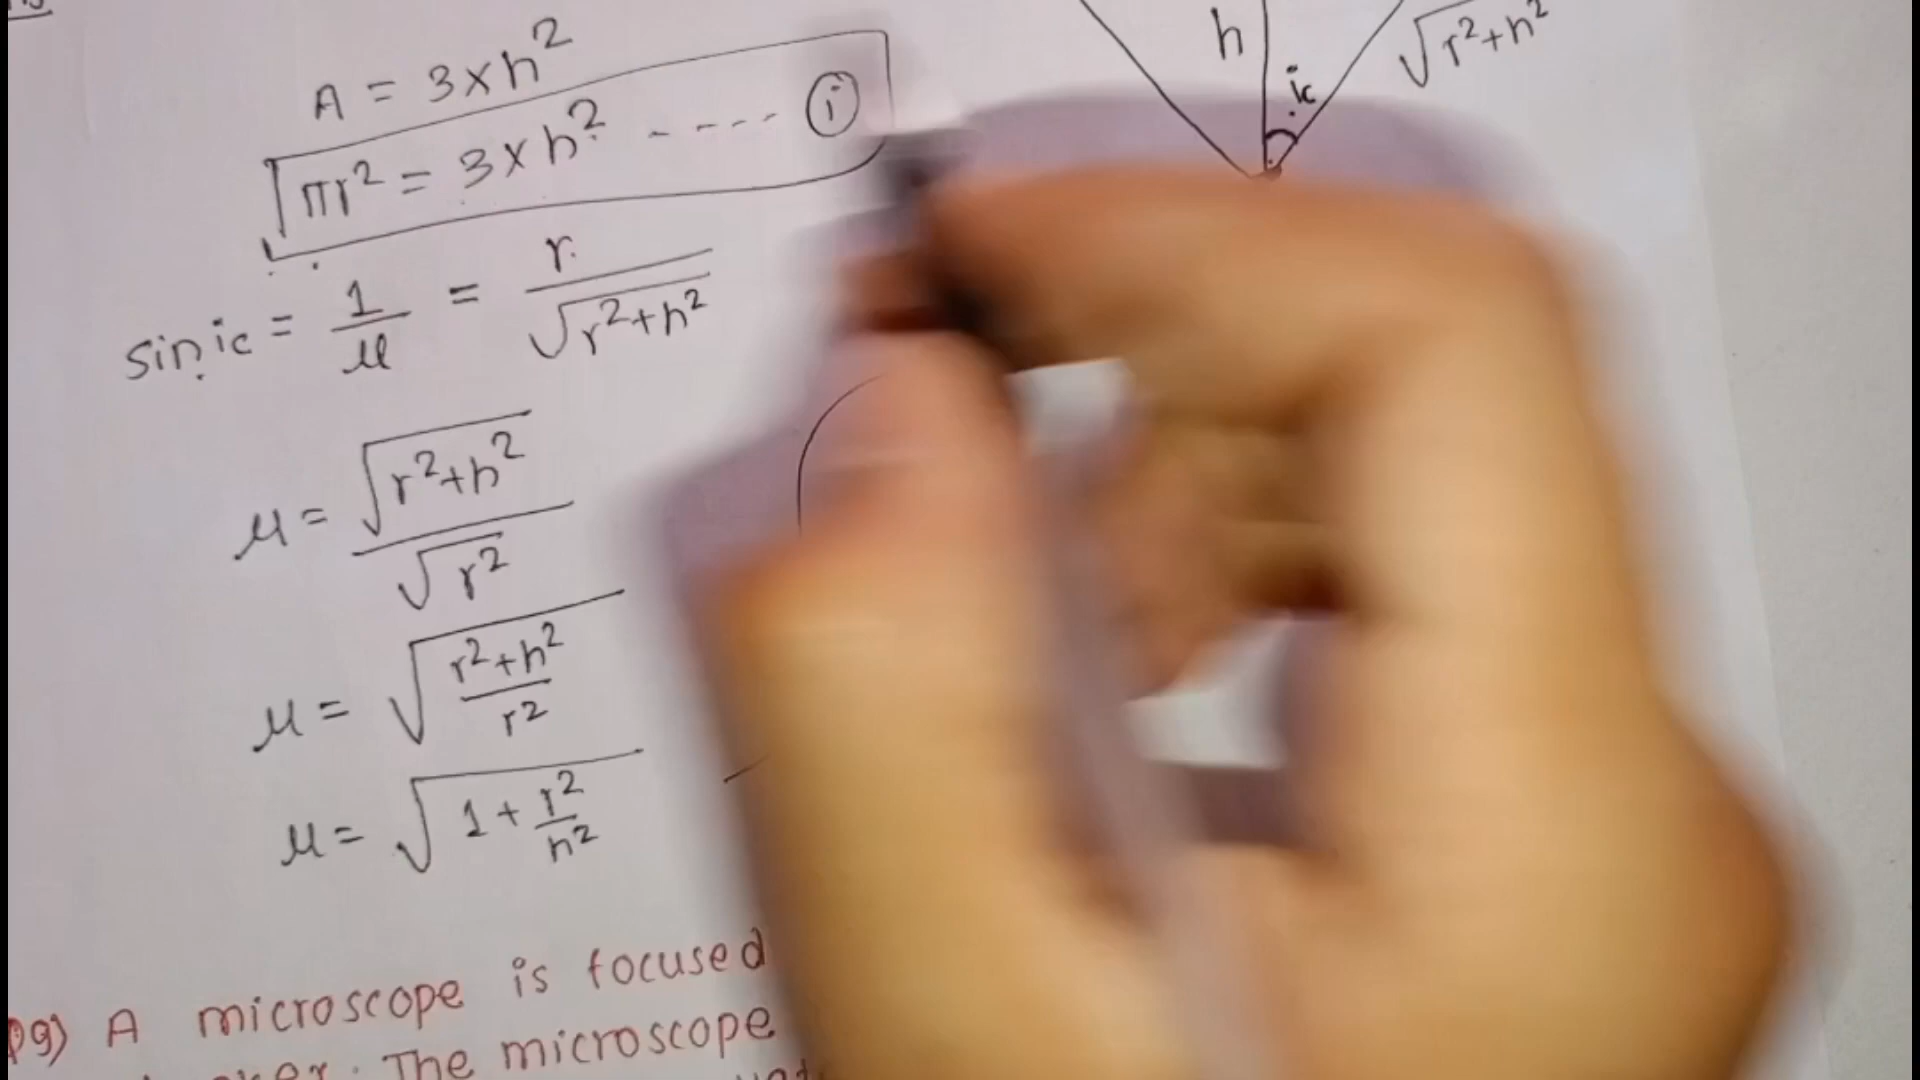 A = 3×h²
πr² = 3×h² ---- (i)
sin ic = 1/μ = r/√(r²+h²)
μ = √(r²+h²)/√r²
μ = √((r²+h²)/r²)
μ = √(1 + r²/h²)
h
ic
√(r²+h²)
09) A microscope is focused
The microscope